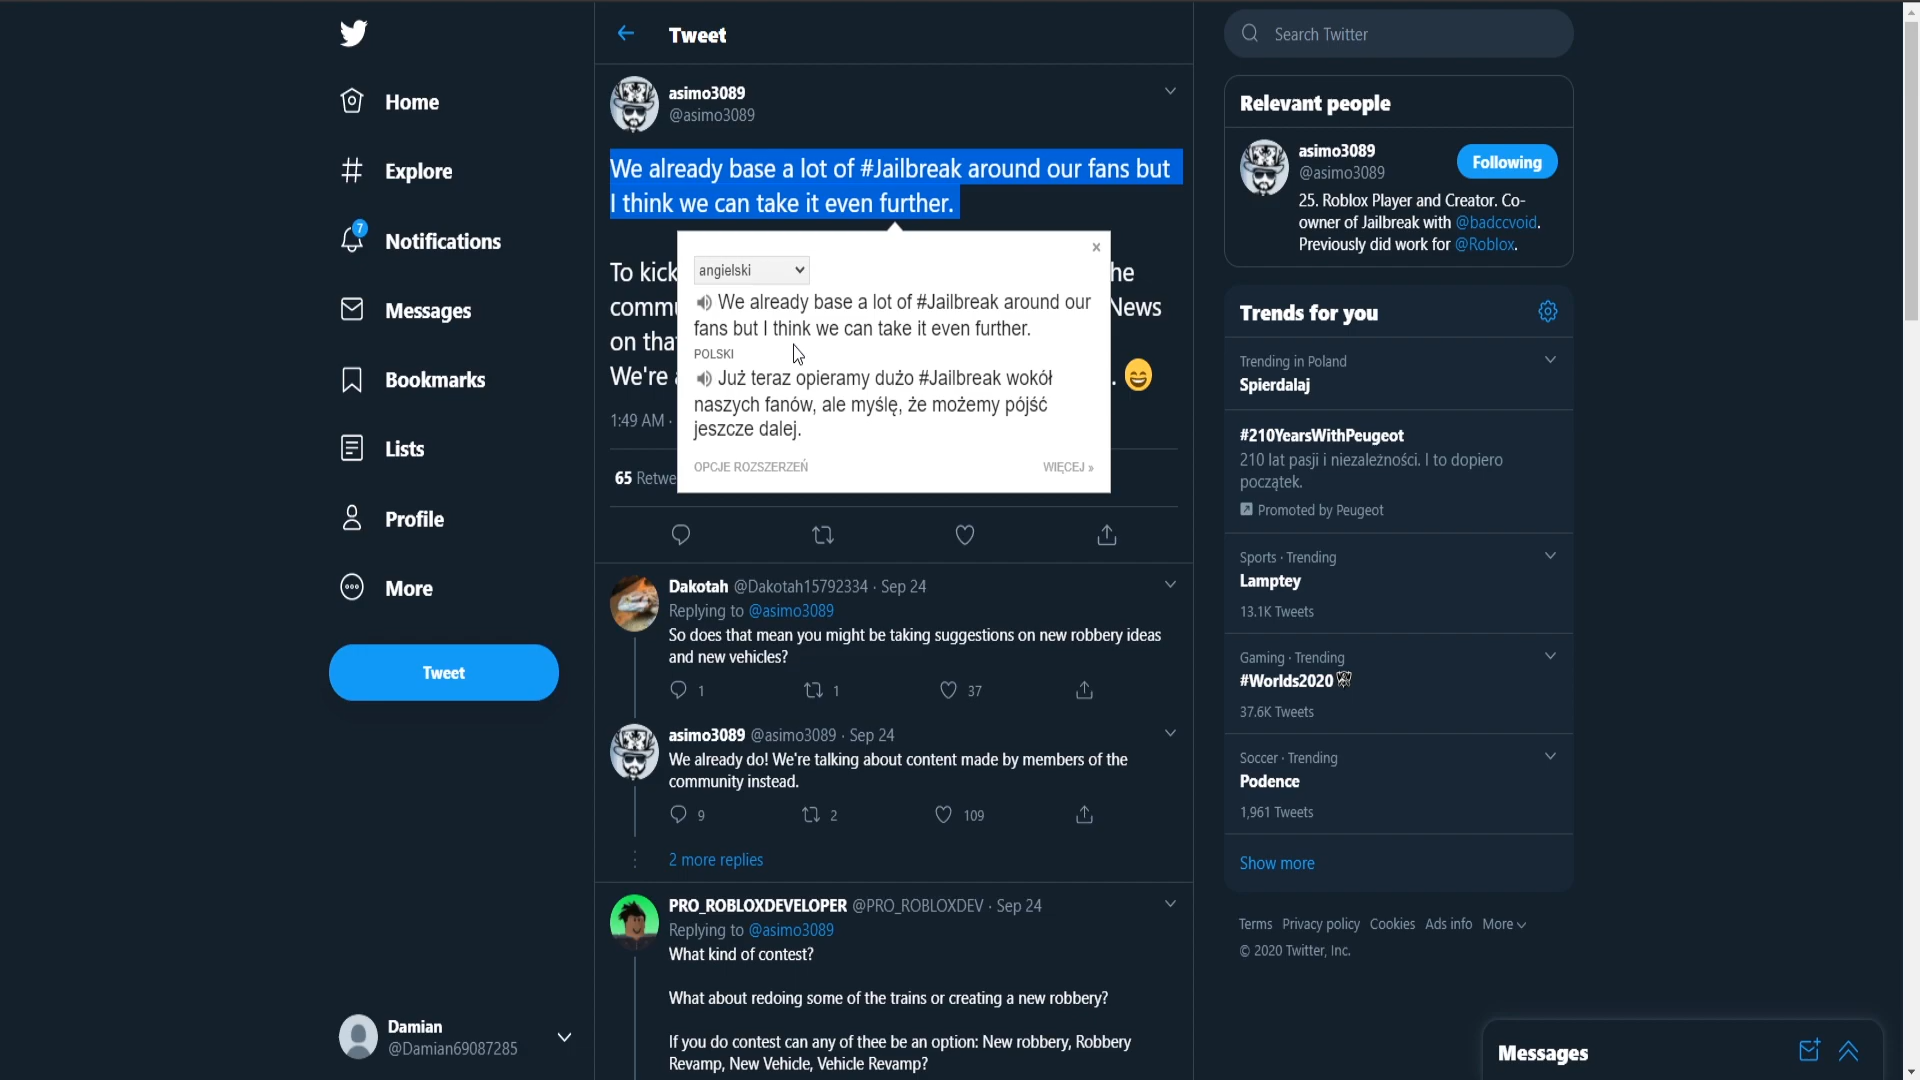 Home
Explore
7
Notifications
Messages
Bookmarks
Lists
Profile
More
Tweet
Damian
@Damian69087285
Tweet
asimo3089
@asimo3089
We already base a lot of #Jailbreak around our fans but
I think we can take it even further.
To kick
he
commu
News
on tha
We're
. 😄
1:49 AM ·
65 Retwe
×
angielski
We already base a lot of #Jailbreak around our
fans but I think we can take it even further.
POLSKI
Już teraz opieramy dużo #Jailbreak wokół
naszych fanów, ale myślę, że możemy pójść
jeszcze dalej.
OPCJE ROZSZERZEŃ
WIĘCEJ »
Dakotah @Dakotah15792334 · Sep 24
Replying to @asimo3089
So does that mean you might be taking suggestions on new robbery ideas
and new vehicles?
1 1 37
asimo3089 @asimo3089 · Sep 24
We already do! We're talking about content made by members of the
community instead.
9 2 109
2 more replies
PRO_ROBLOXDEVELOPER @PRO_ROBLOXDEV · Sep 24
Replying to @asimo3089
What kind of contest?
What about redoing some of the trains or creating a new robbery?
If you do contest can any of thee be an option: New robbery, Robbery
Revamp, New Vehicle, Vehicle Revamp?
Search Twitter
Relevant people
asimo3089
@asimo3089
Following
25. Roblox Player and Creator. Co-
owner of Jailbreak with @badccvoid.
Previously did work for @Roblox.
Trends for you
Trending in Poland
Spierdalaj
#210YearsWithPeugeot
210 lat pasji i niezależności. I to dopiero
początek.
Promoted by Peugeot
Sports · Trending
Lamptey
13.1K Tweets
Gaming · Trending
#Worlds2020
37.6K Tweets
Soccer · Trending
Podence
1,961 Tweets
Show more
Terms Privacy policy Cookies Ads info More
© 2020 Twitter, Inc.
Messages